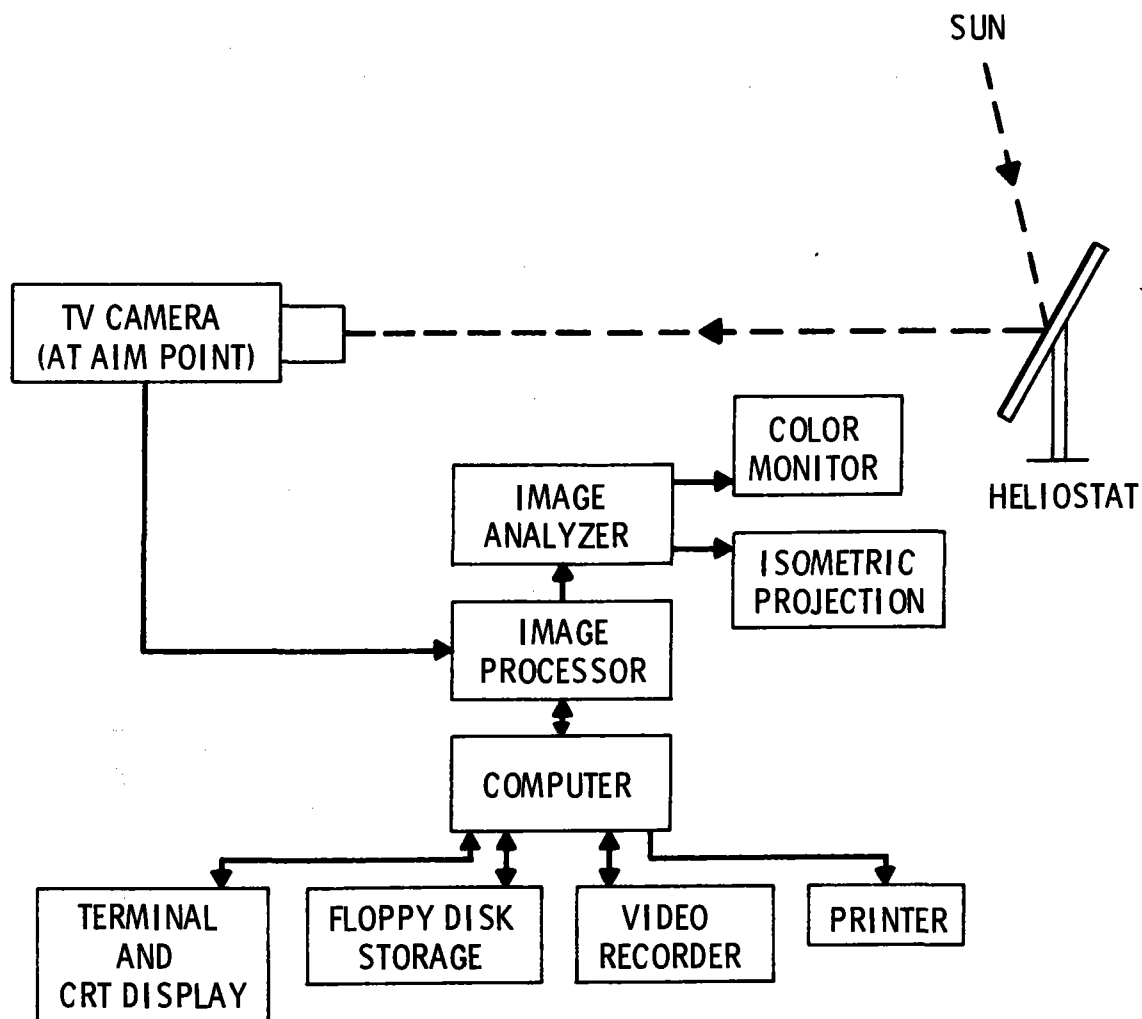 SUN
TV CAMERA
(AT AIM POINT)
COLOR
MONITOR
HELIOSTAT
IMAGE
ANALYZER
ISOMETRIC
PROJECTION
IMAGE
PROCESSOR
COMPUTER
TERMINAL
AND
CRT DISPLAY
FLOPPY DISK
STORAGE
VIDEO
RECORDER
PRINTER